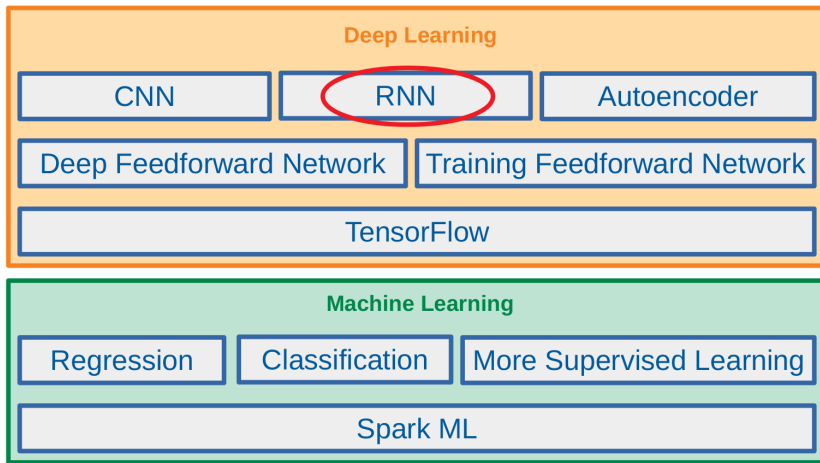 Deep Learning
CNN RNN Autoencoder
Deep Feedforward Network Training Feedforward Network
TensorFlow
Machine Learning
Regression Classification More Supervised Learning
Spark ML